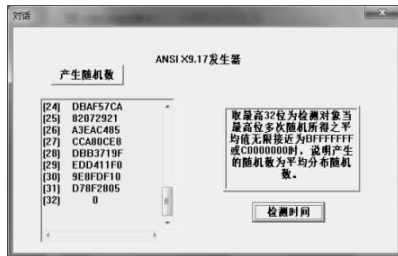 对话
ANSI X9.17发生器
产生随机数
[24] DBAF57CA
[25] 82072921
[26] A3EAC485
[27] CCA80CE8
[28] DBB3719F
[29] EDD411F0
[30] 9E8FDF10
[31] D78F2805
[32] 0
取最高32位为检测对象当
最高位多次随机所得之平
均值无限接近为BFFFFFFF
或C0000000时，说明产生
的随机数为平均分布随机
数。
检测时间